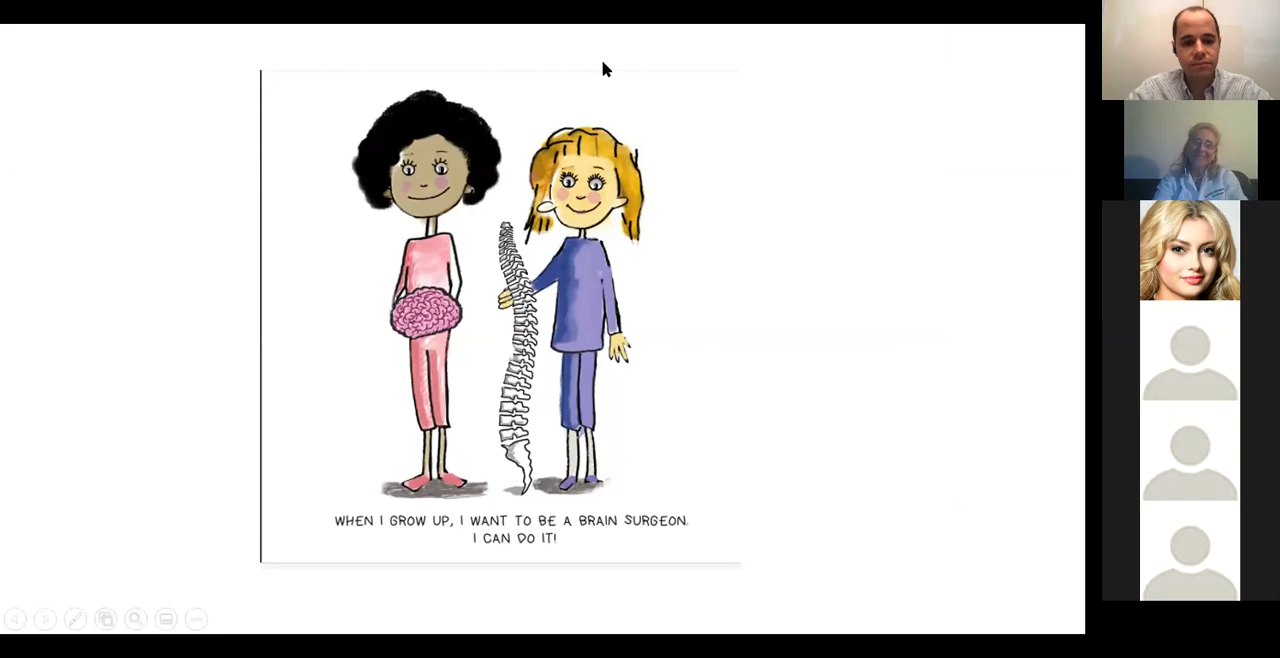 WHEN I GROW UP, I WANT TO BE A BRAIN SURGEON.
I CAN DO IT!